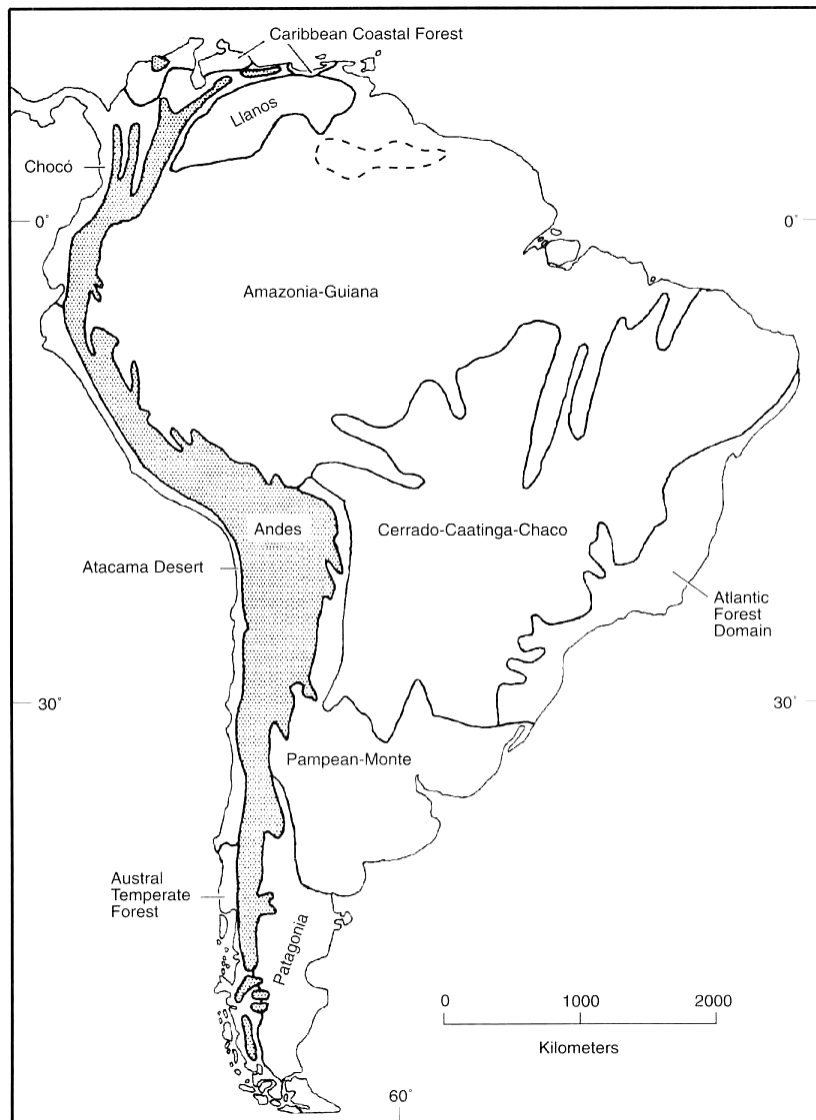 Caribbean Coastal Forest
Llanos
Chocó
0°
0°
Amazonia-Guiana
Andes
Cerrado-Caatinga-Chaco
Atacama Desert
Atlantic
Forest
Domain
30°
30°
Pampean-Monte
Austral
Temperate
Forest
Patagonia
0
1000
2000
Kilometers
60°